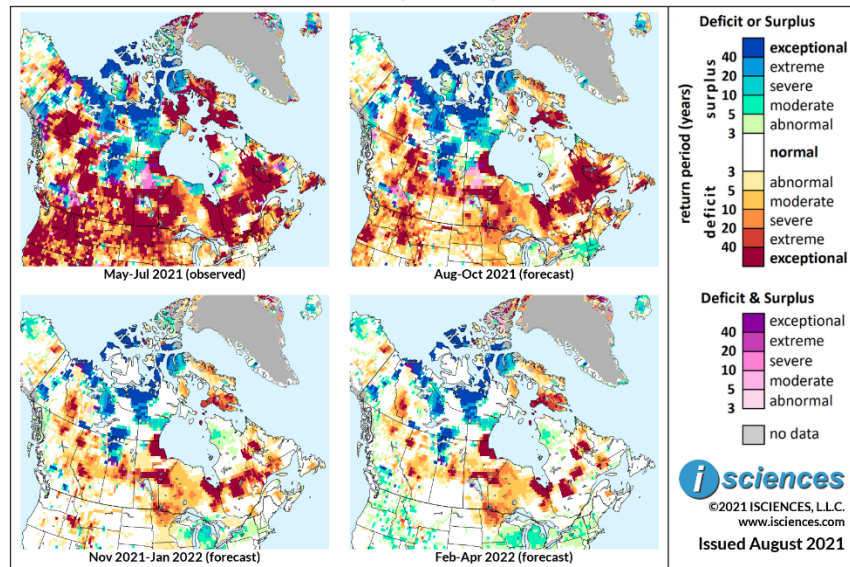 May-Jul 2021 (observed)
Aug-Oct 2021 (forecast)
Nov 2021-Jan 2022 (forecast)
Feb-Apr 2022 (forecast)
Deficit or Surplus
return period (years)
deficit
surplus
exceptional
40
extreme
20
severe
10
moderate
5
abnormal
3
normal
3
abnormal
5
moderate
10
severe
20
extreme
40
exceptional
Deficit & Surplus
exceptional
40
extreme
20
severe
10
moderate
5
abnormal
3
no data
i sciences
©2021 ISCIENCES, L.L.C.
www.isciences.com
Issued August 2021